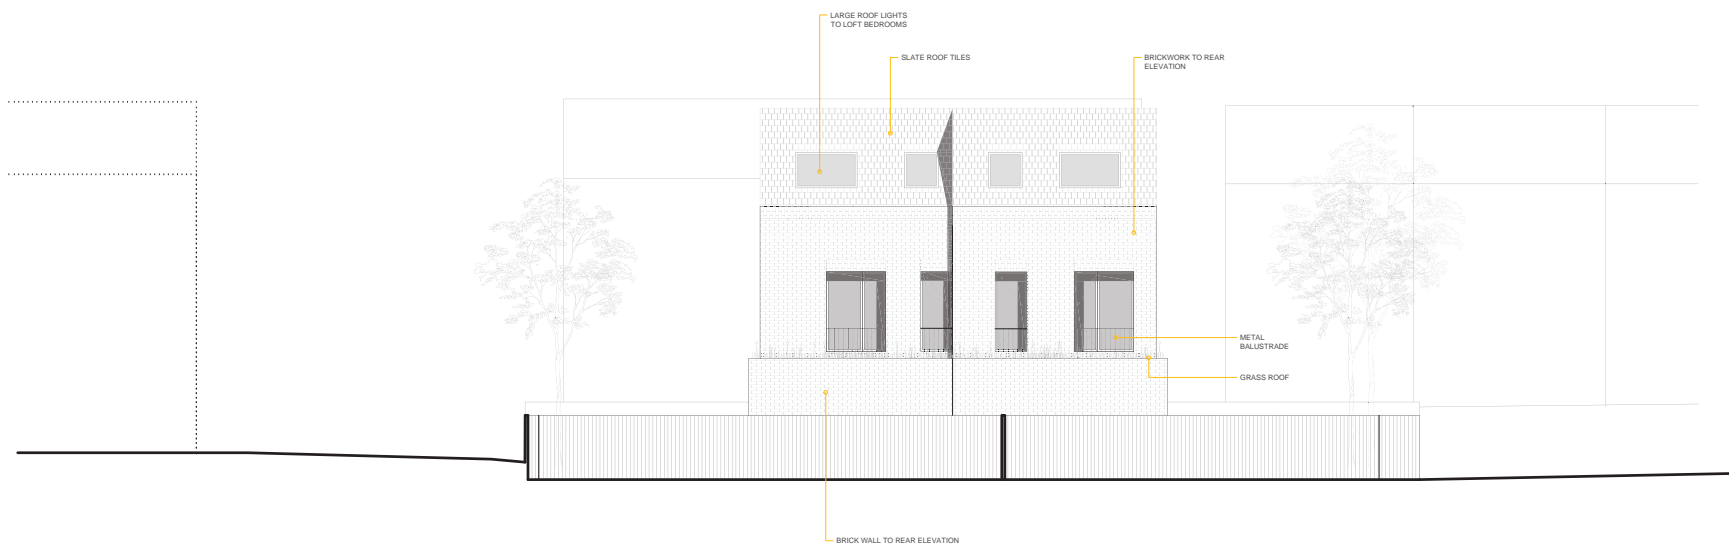 LARGE ROOF LIGHTS
TO LOFT BEDROOMS
SLATE ROOF TILES
BRICKWORK TO REAR
ELEVATION
METAL
BALUSTRADE
GRASS ROOF
BRICK WALL TO REAR ELEVATION